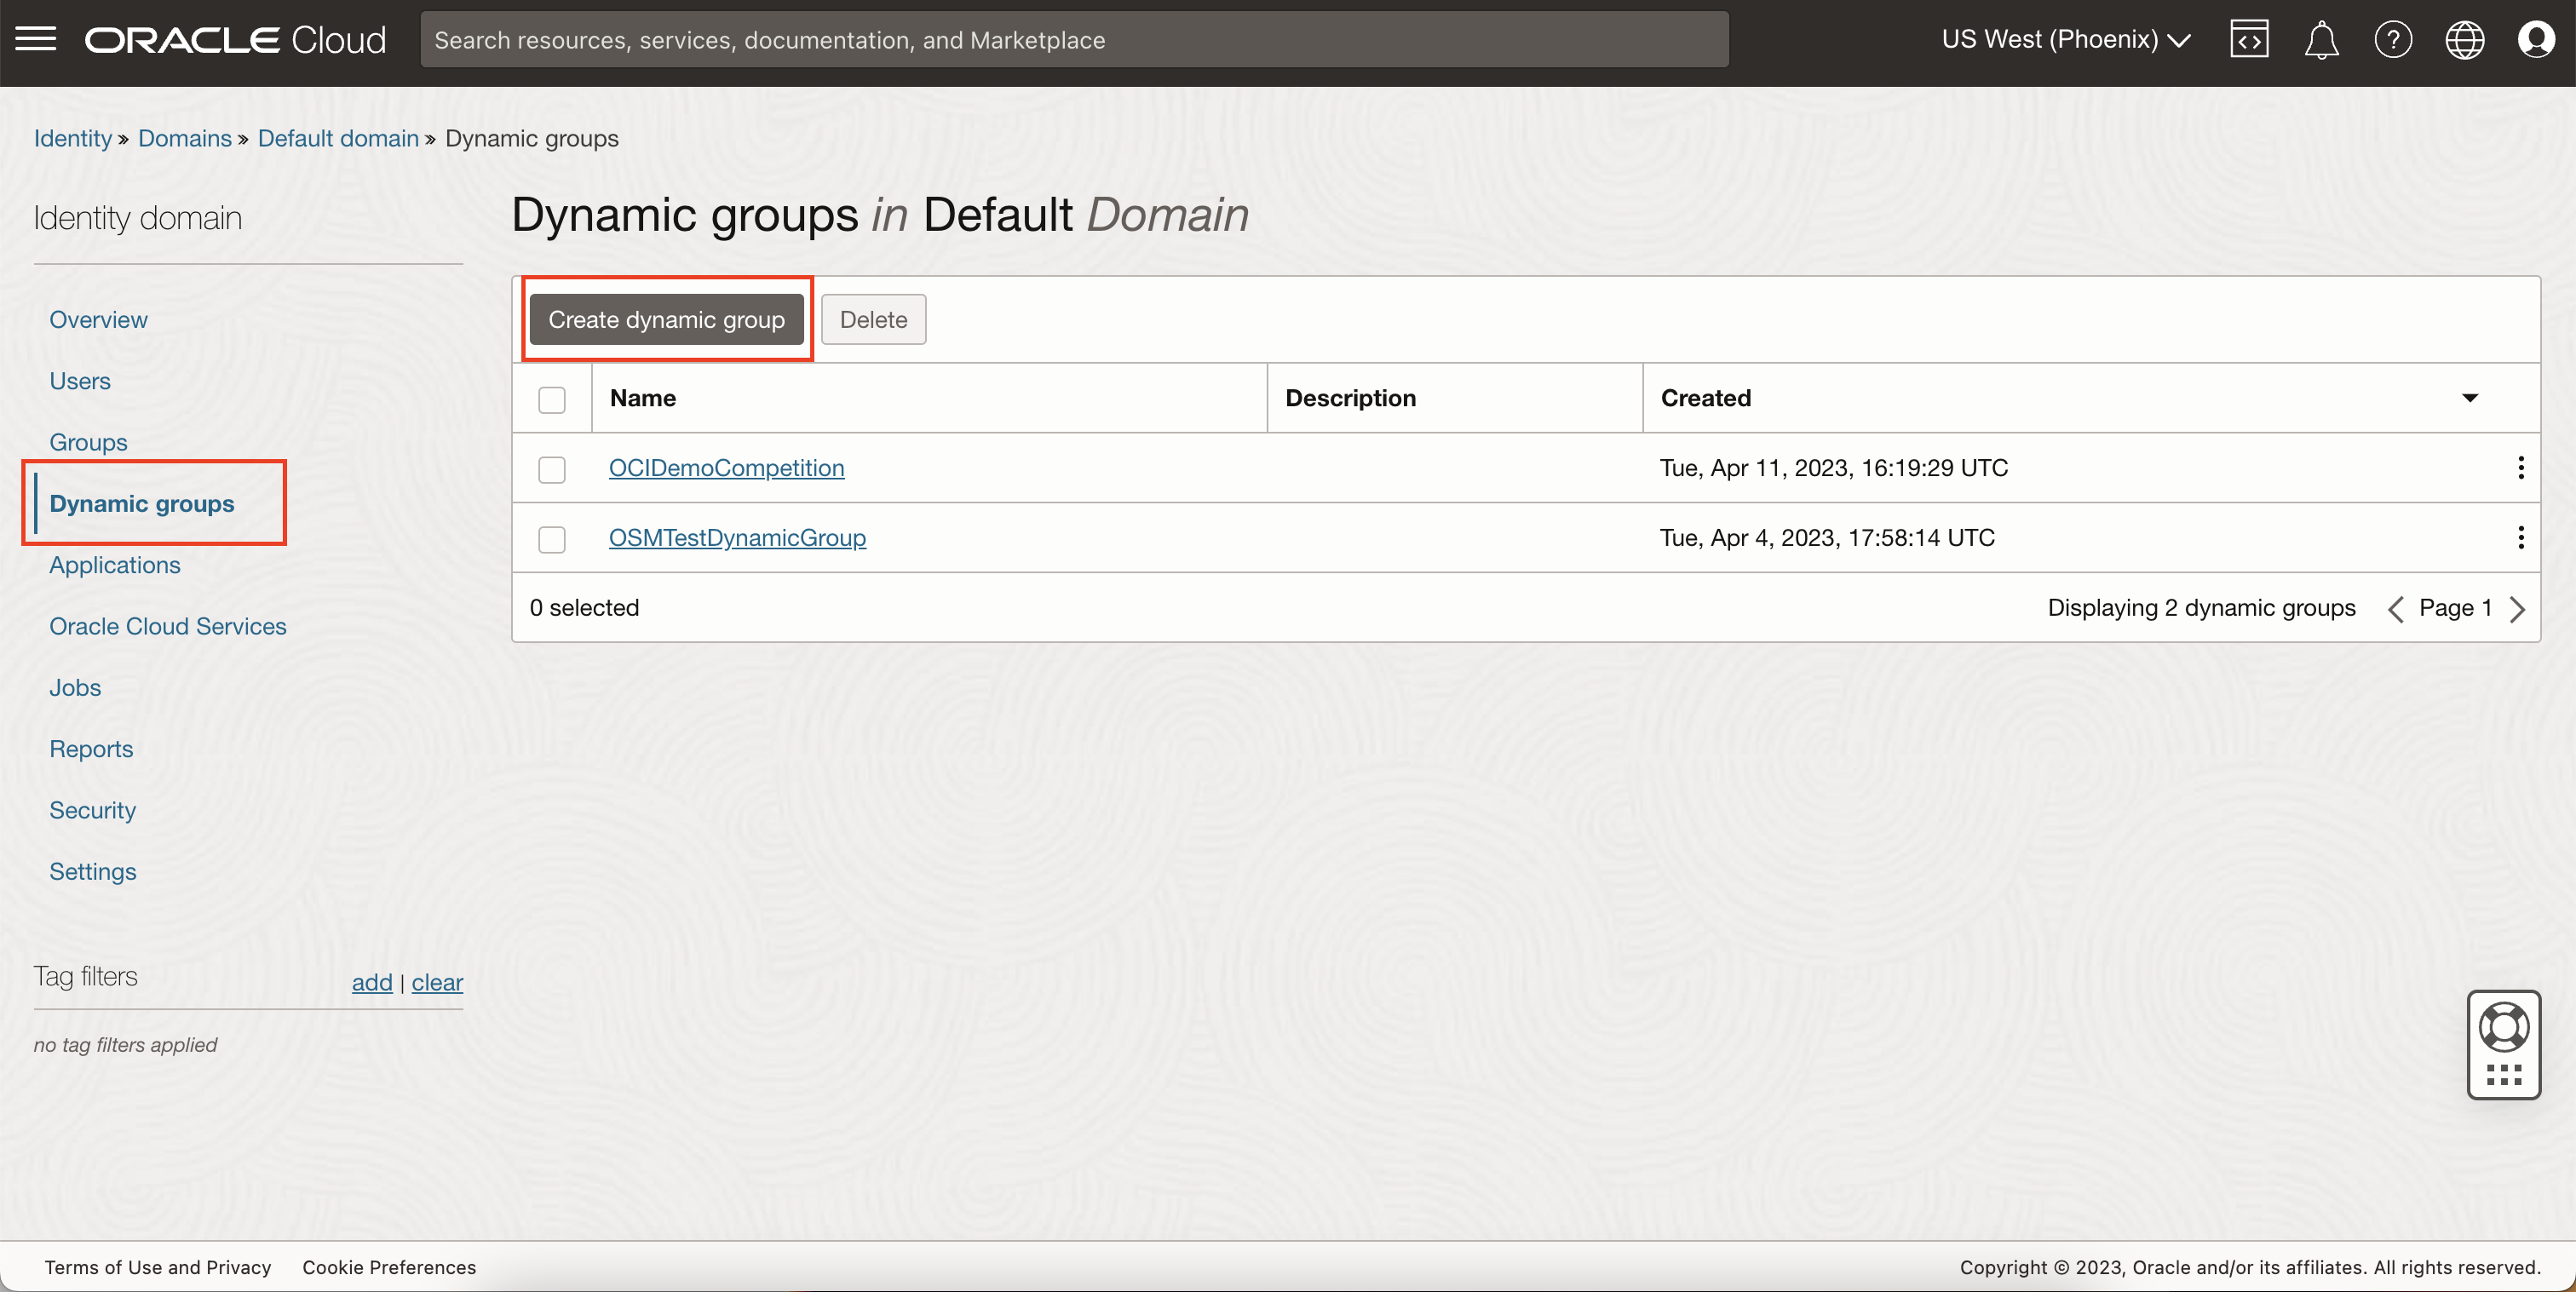 ORACLE Cloud
Search resources, services, documentation, and Marketplace
US West (Phoenix)
Identity » Domains » Default domain » Dynamic groups
Identity domain
Overview
Users
Groups
Dynamic groups
Applications
Oracle Cloud Services
Jobs
Reports
Security
Settings
Tag filters
add | clear
no tag filters applied
Dynamic groups in Default Domain
Create dynamic group Delete
Name Description Created
OCIDemoCompetition Tue, Apr 11, 2023, 16:19:29 UTC
OSMTestDynamicGroup Tue, Apr 4, 2023, 17:58:14 UTC
0 selected Displaying 2 dynamic groups Page 1
Terms of Use and Privacy Cookie Preferences
Copyright © 2023, Oracle and/or its affiliates. All rights reserved.